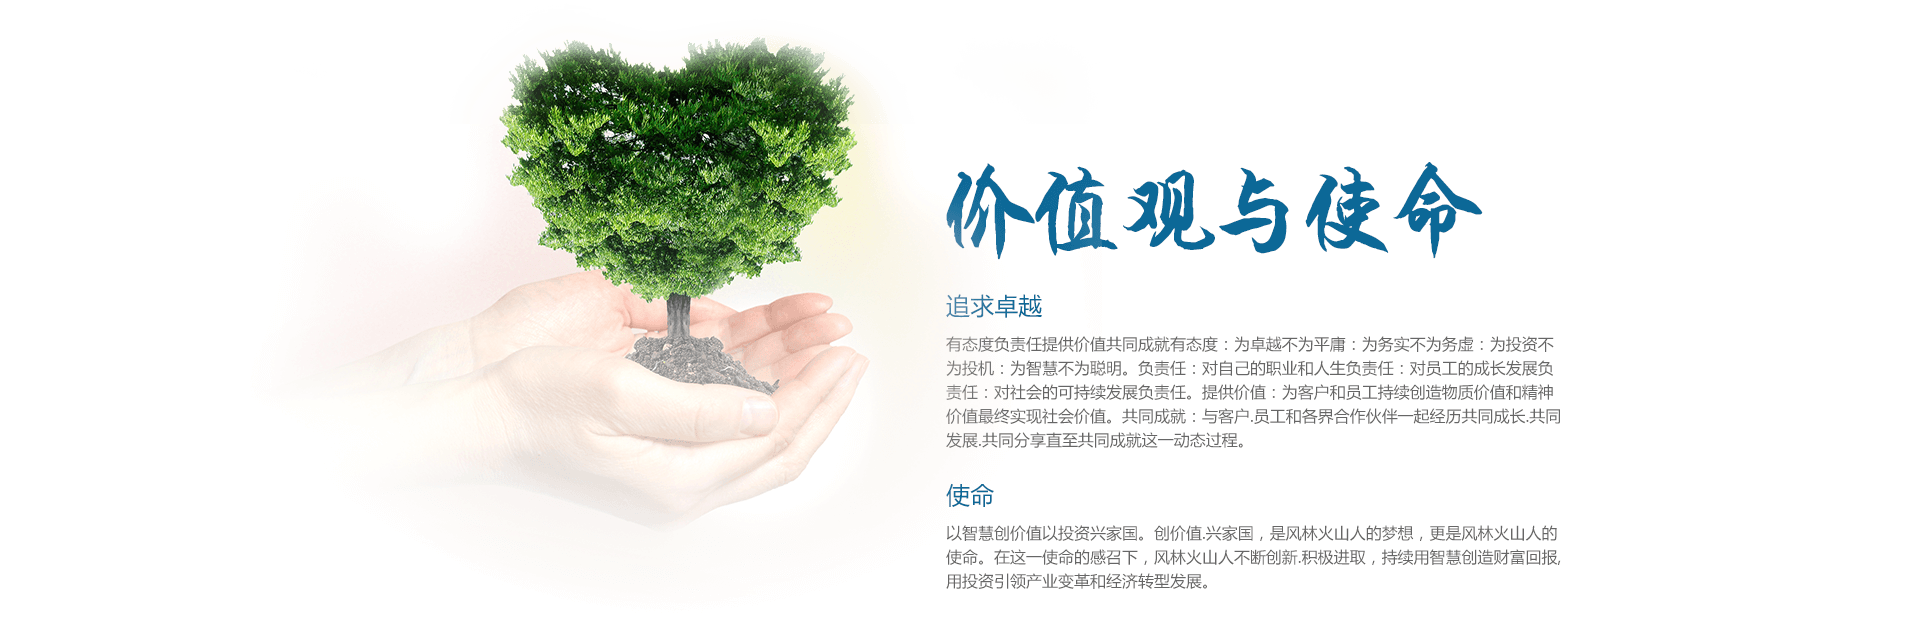 价值观与使命
追求卓越
有态度负责任提供价值共同成就有态度：为卓越不为平庸：为务实不为务虚：为投资不
为投机：为智慧不为聪明。负责任：对自己的职业和人生负责任：对员工的成长发展负
责任：对社会的可持续发展负责任。提供价值：为客户和员工持续创造物质价值和精神
价值最终实现社会价值。共同成就：与客户.员工和各界合作伙伴一起经历共同成长.共同
发展.共同分享直至共同成就这一动态过程。
使命
以智慧创价值以投资兴家国。创价值.兴家国，是风林火山人的梦想，更是风林火山人的
使命。在这一使命的感召下，风林火山人不断创新.积极进取，持续用智慧创造财富回报,
用投资引领产业变革和经济转型发展。